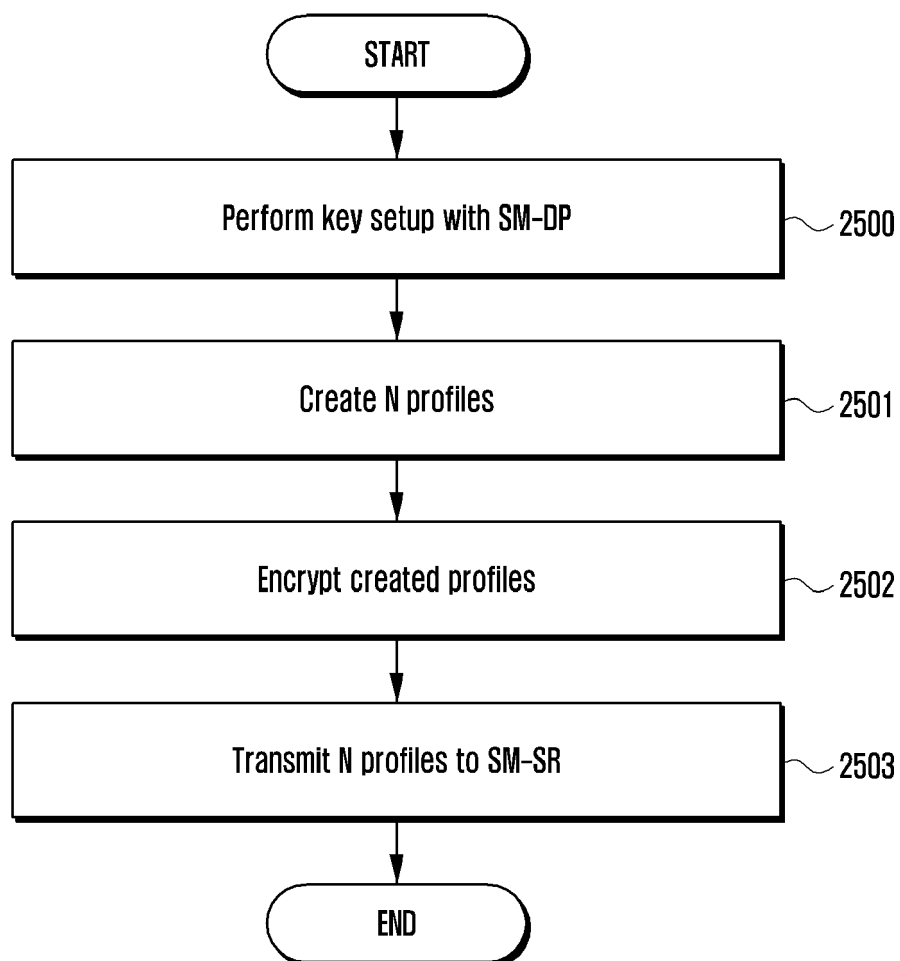 START
Perform key setup with SM-DP
2500
Create N profiles
2501
Encrypt created profiles
2502
Transmit N profiles to SM-SR
2503
END